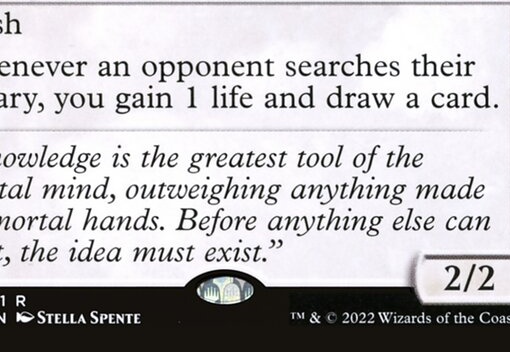 sh
enever an opponent searches their
ary, you gain 1 life and draw a card.
nowledge is the greatest tool of the
tal mind, outweighing anything made
mortal hands. Before anything else can
t, the idea must exist.”
2/2
1 R
N STELLA SPENTE
™ & © 2022 Wizards of the Coas